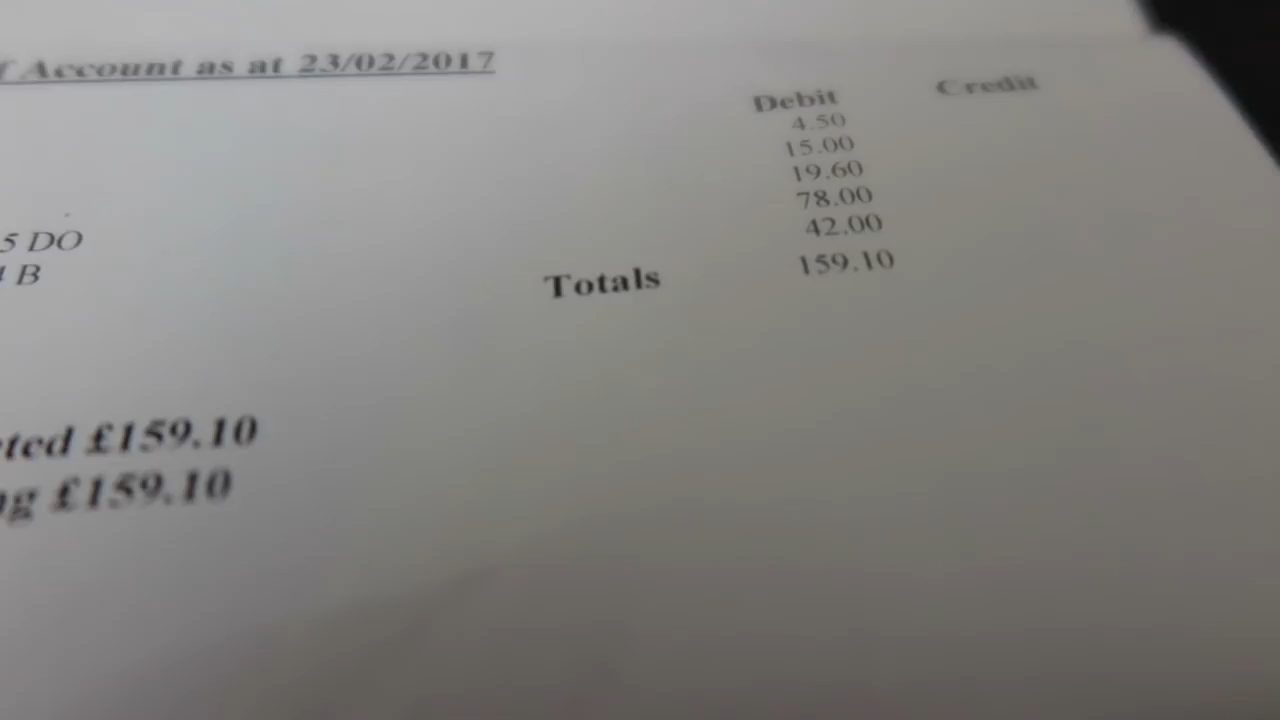 Account as at 23/02/2017
Debit Credit
4.50
15.00
19.60
78.00
5 DO 42.00
B Totals 159.10
£159.10
£159.10